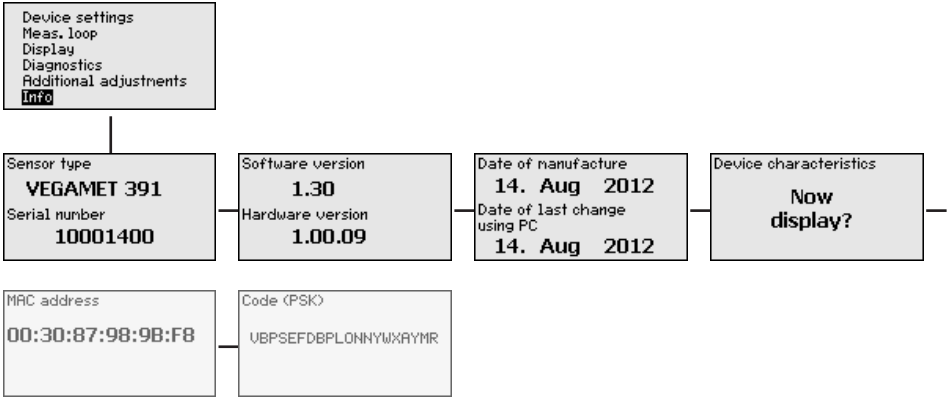 Device settings
Meas. loop
Display
Diagnostics
Additional adjustments
Info
Sensor type
VEGAMET 391
Serial number
10001400
Software version
1.30
Hardware version
1.00.09
Date of manufacture
14. Aug 2012
Date of last change
using PC
14. Aug 2012
Device characteristics
Now
display?
MAC address
00:30:87:98:9B:F8
Code (PSK)
VBPSEFDBPLONNYWXAYMR